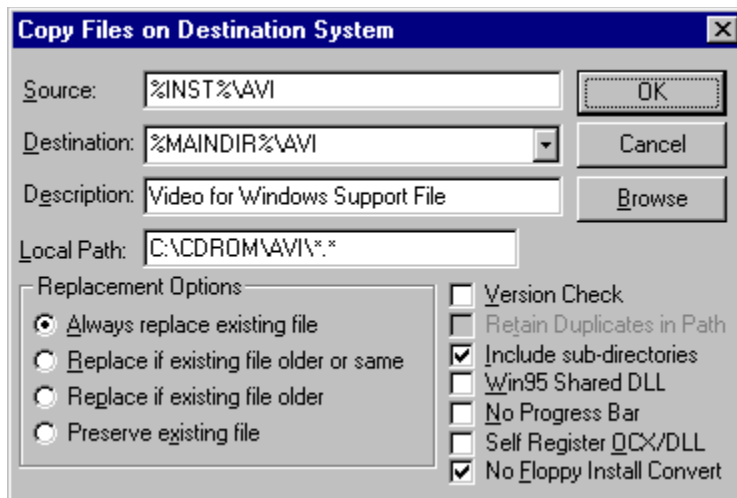 Copy Files on Destination System
Source: %INST%\AVI
OK
Destination: %MAINDIR%\AVI
Cancel
Description: Video for Windows Support File
Browse
Local Path: C:\CDROM\AVI\*.*
Replacement Options
Always replace existing file
Replace if existing file older or same
Replace if existing file older
Preserve existing file
Version Check
Retain Duplicates in Path
Include sub-directories
Win95 Shared DLL
No Progress Bar
Self Register OCX/DLL
No Floppy Install Convert